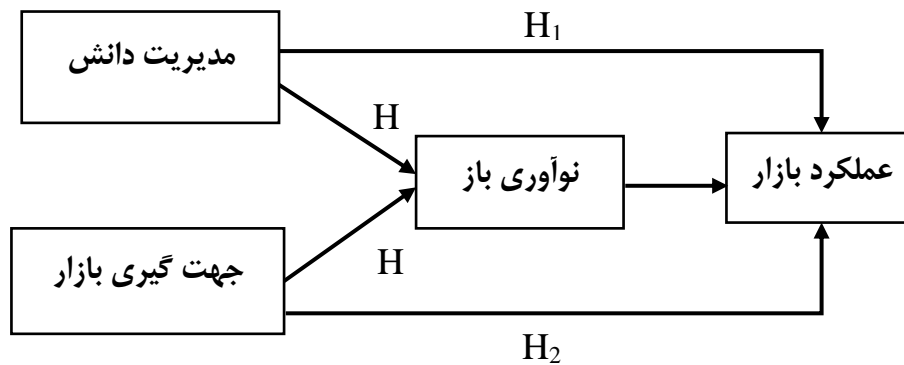 H₁
مدیریت دانش
H
نوآوری باز
عملکرد بازار
جهت گیری بازار
H
H₂